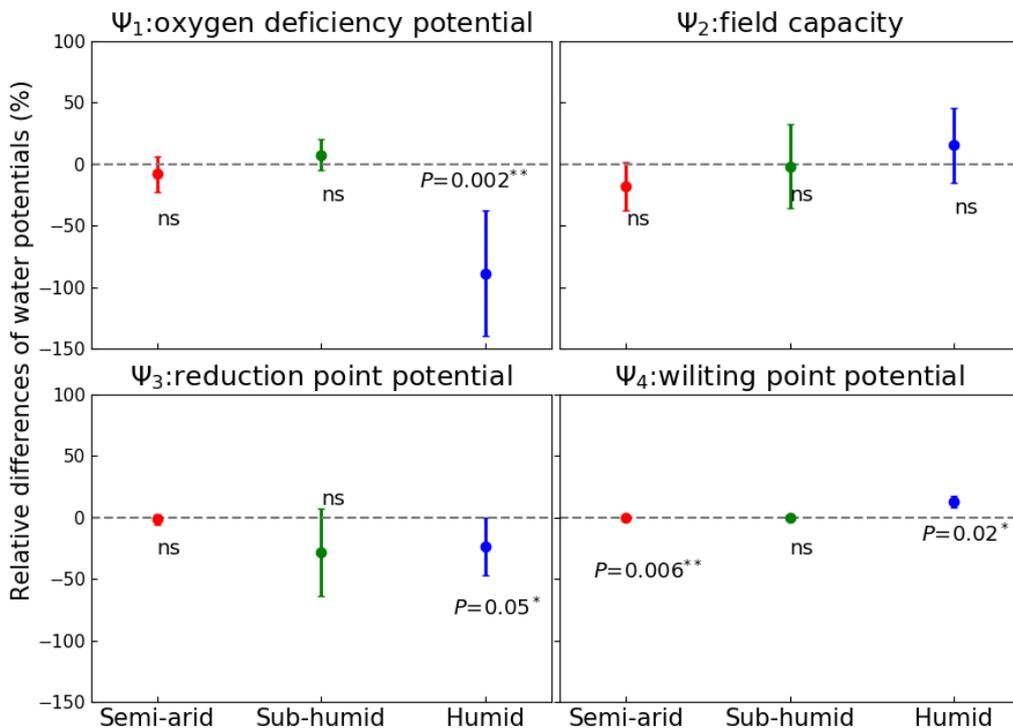 Ψ₁:oxygen deficiency potential
Ψ₂:field capacity
Relative differences of water potentials (%)
100
50
0
−50
−100
−150
ns
ns
P=0.002**
ns
ns
ns
Ψ₃:reduction point potential
Ψ₄:wiliting point potential
100
50
0
−50
−100
−150
ns
ns
P=0.05*
P=0.006**
ns
P=0.02*
Semi-arid Sub-humid Humid Semi-arid Sub-humid Humid